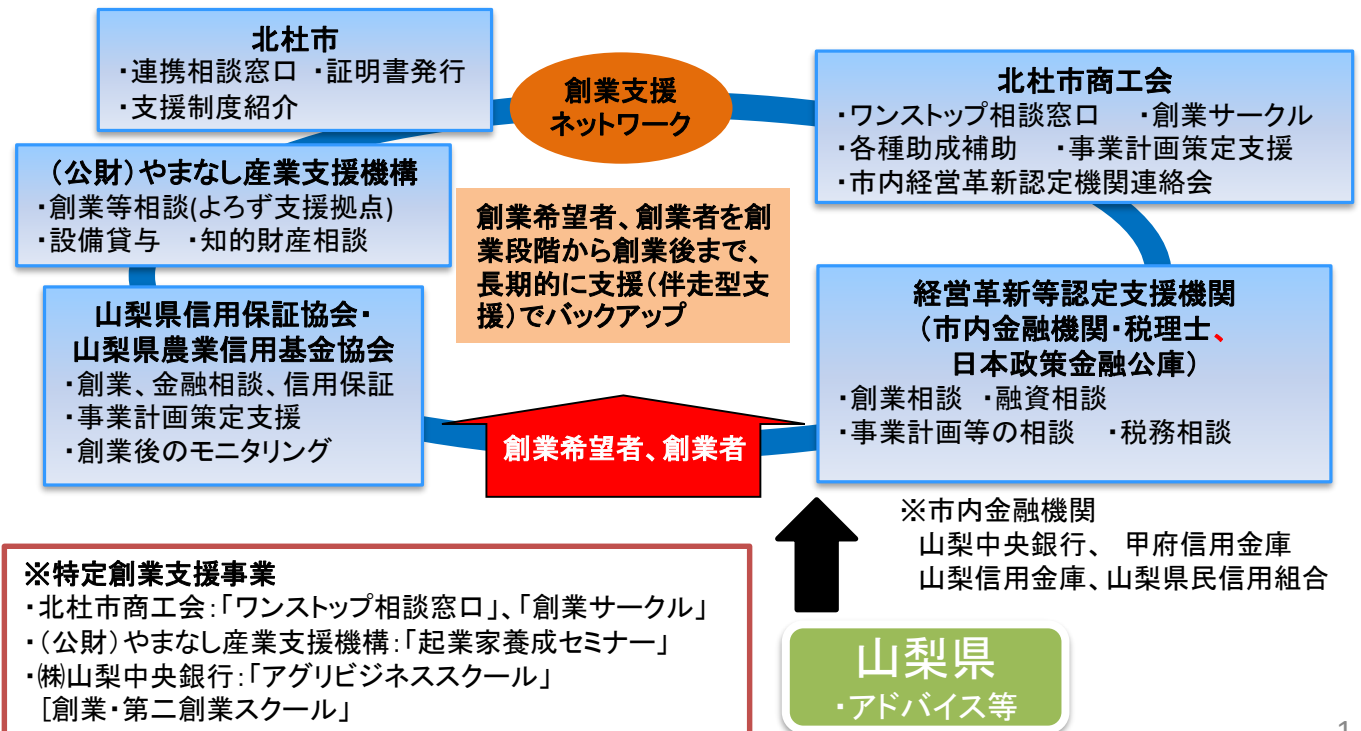 北杜市
・連携相談窓口 ・証明書発行
・支援制度紹介
創業支援
ネットワーク
北杜市商工会
・ワンストップ相談窓口 ・創業サークル
・各種助成補助 ・事業計画策定支援
・市内経営革新認定機関連絡会
(公財)やまなし産業支援機構
・創業等相談(よろず支援拠点)
・設備貸与 ・知的財産相談
創業希望者、創業者を創
業段階から創業後まで、
長期的に支援(伴走型支
援)でバックアップ
山梨県信用保証協会・
山梨県農業信用基金協会
・創業、金融相談、信用保証
・事業計画策定支援
・創業後のモニタリング
経営革新等認定支援機関
(市内金融機関・税理士、
日本政策金融公庫)
・創業相談 ・融資相談
・事業計画等の相談 ・税務相談
創業希望者、創業者
※市内金融機関
山梨中央銀行、 甲府信用金庫
山梨信用金庫、山梨県民信用組合
※特定創業支援事業
・北杜市商工会:「ワンストップ相談窓口」、「創業サークル」
・(公財)やまなし産業支援機構:「起業家養成セミナー」
・㈱山梨中央銀行:「アグリビジネススクール」
[創業・第二創業スクール」
山梨県
・アドバイス等
1